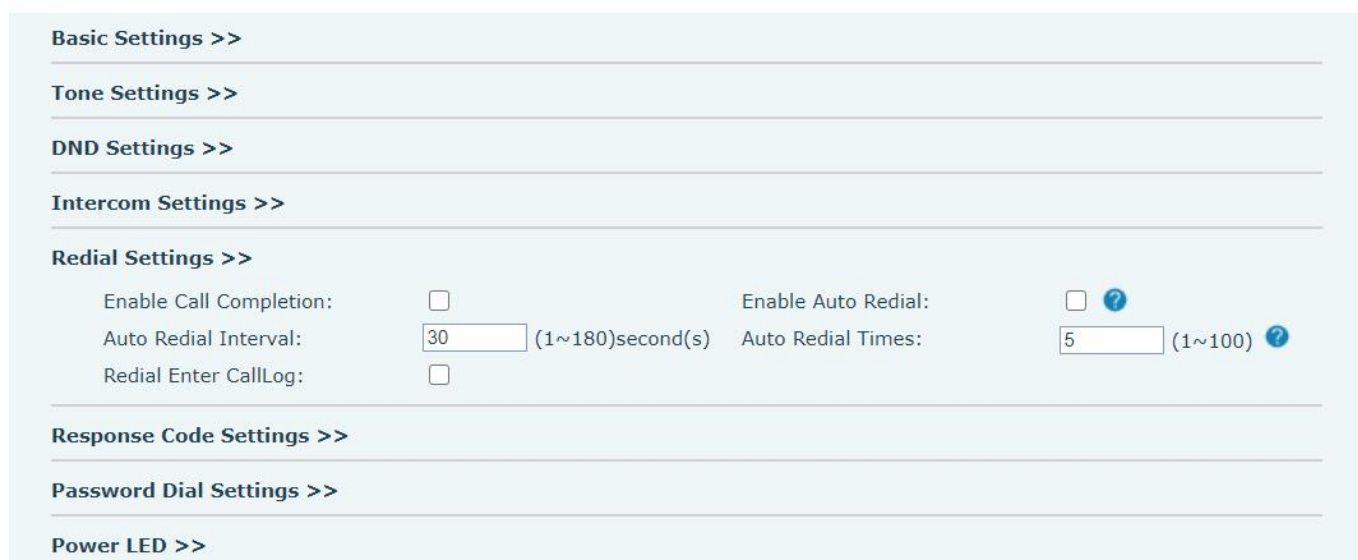 Basic Settings >>
Tone Settings >>
DND Settings >>
Intercom Settings >>
Redial Settings >>
Enable Call Completion: Enable Auto Redial: ?
Auto Redial Interval: 30 (1~180)second(s) Auto Redial Times: 5 (1~100) ?
Redial Enter CallLog:
Response Code Settings >>
Password Dial Settings >>
Power LED >>